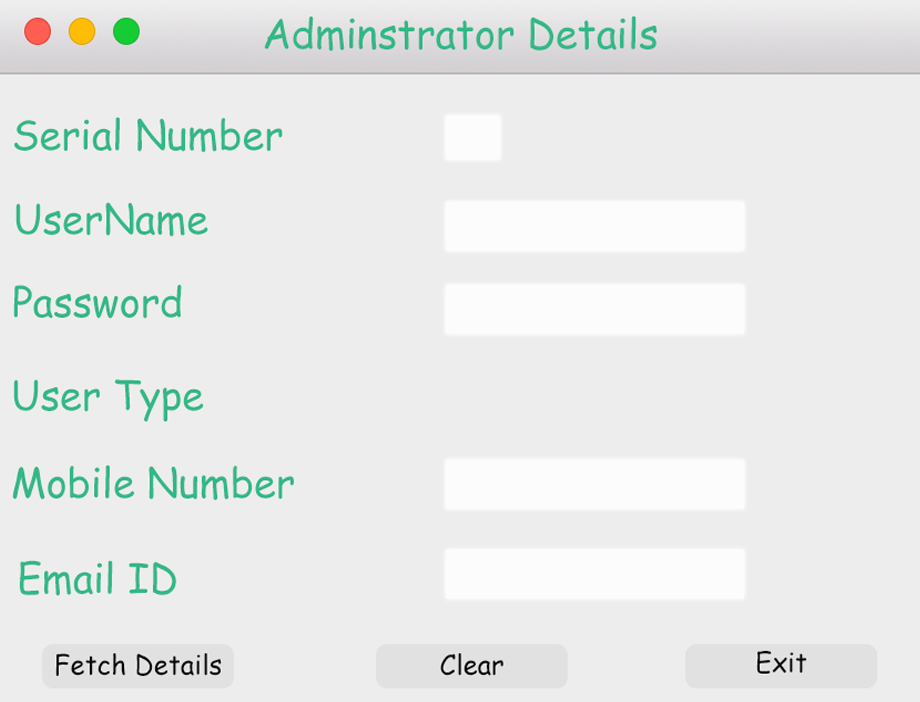 Adminstrator Details
Serial Number
UserName
Password
User Type
Mobile Number
Email ID
Fetch Details
Clear
Exit